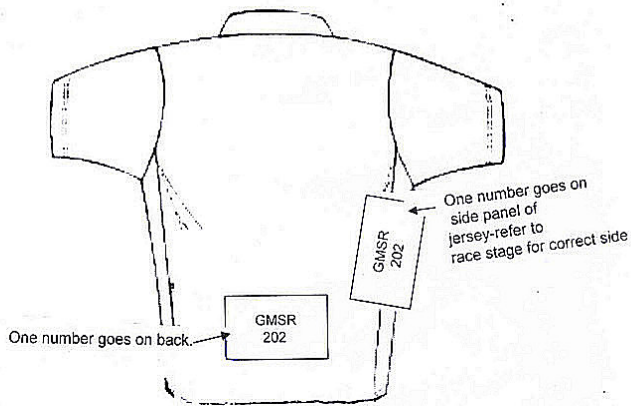 One number goes on
side panel of
jersey-refer to
race stage for correct side
GMSR
202
One number goes on back.
GMSR
202